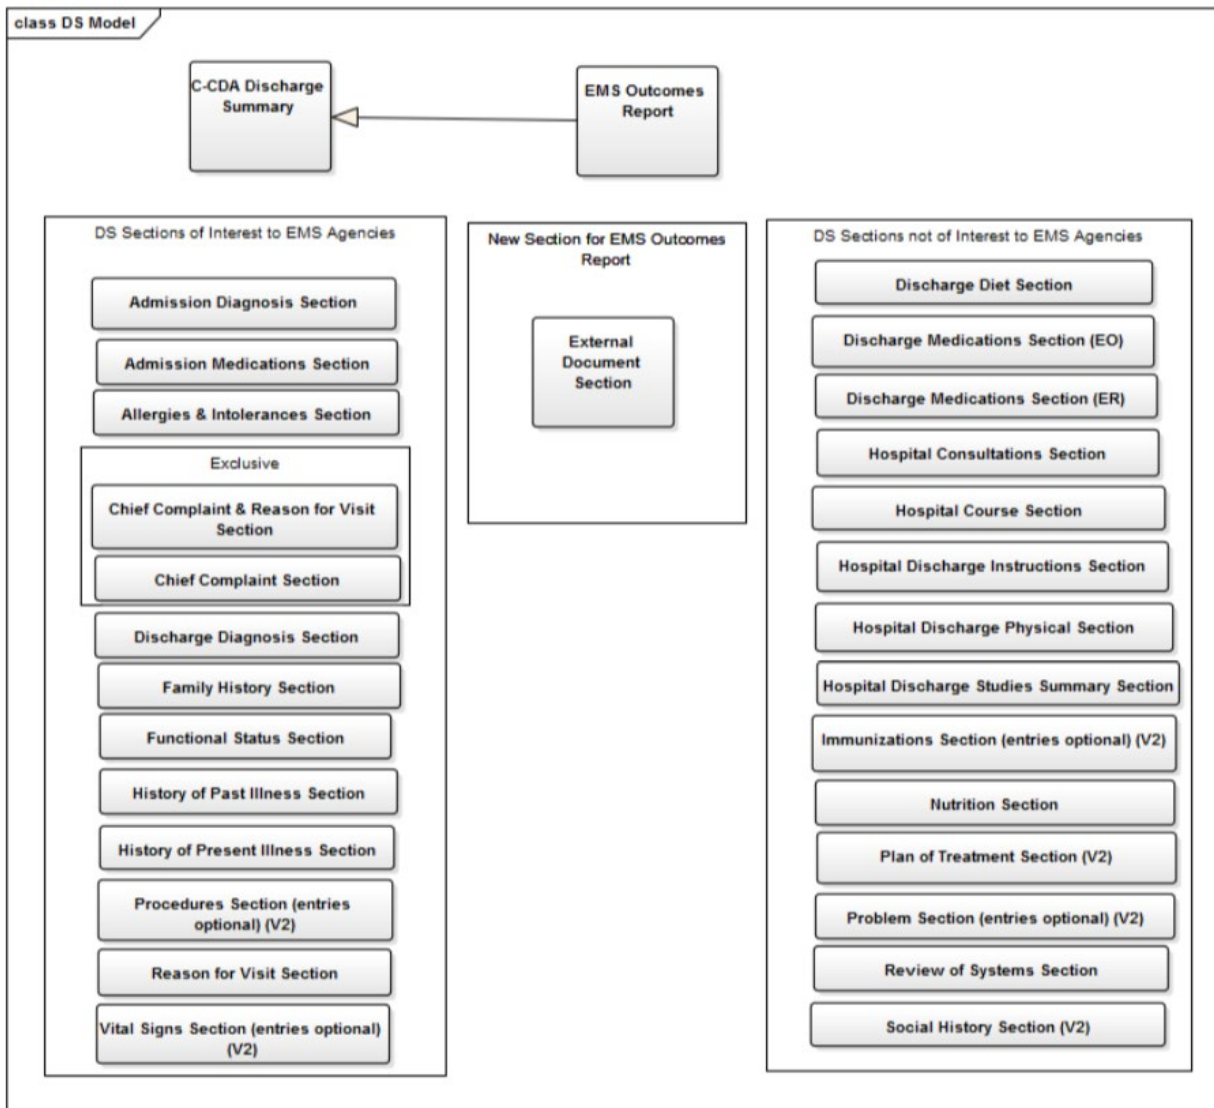 class DS Model
C-CDA Discharge
Summary
EMS Outcomes
Report
DS Sections of Interest to EMS Agencies
Admission Diagnosis Section
Admission Medications Section
Allergies & Intolerances Section
Exclusive
Chief Complaint & Reason for Visit
Section
Chief Complaint Section
Discharge Diagnosis Section
Family History Section
Functional Status Section
History of Past Illness Section
History of Present Illness Section
Procedures Section (entries
optional) (V2)
Reason for Visit Section
Vital Signs Section (entries optional)
(V2)
New Section for EMS Outcomes
Report
External
Document
Section
DS Sections not of Interest to EMS Agencies
Discharge Diet Section
Discharge Medications Section (EO)
Discharge Medications Section (ER)
Hospital Consultations Section
Hospital Course Section
Hospital Discharge Instructions Section
Hospital Discharge Physical Section
Hospital Discharge Studies Summary Section
Immunizations Section (entries optional) (V2)
Nutrition Section
Plan of Treatment Section (V2)
Problem Section (entries optional) (V2)
Review of Systems Section
Social History Section (V2)